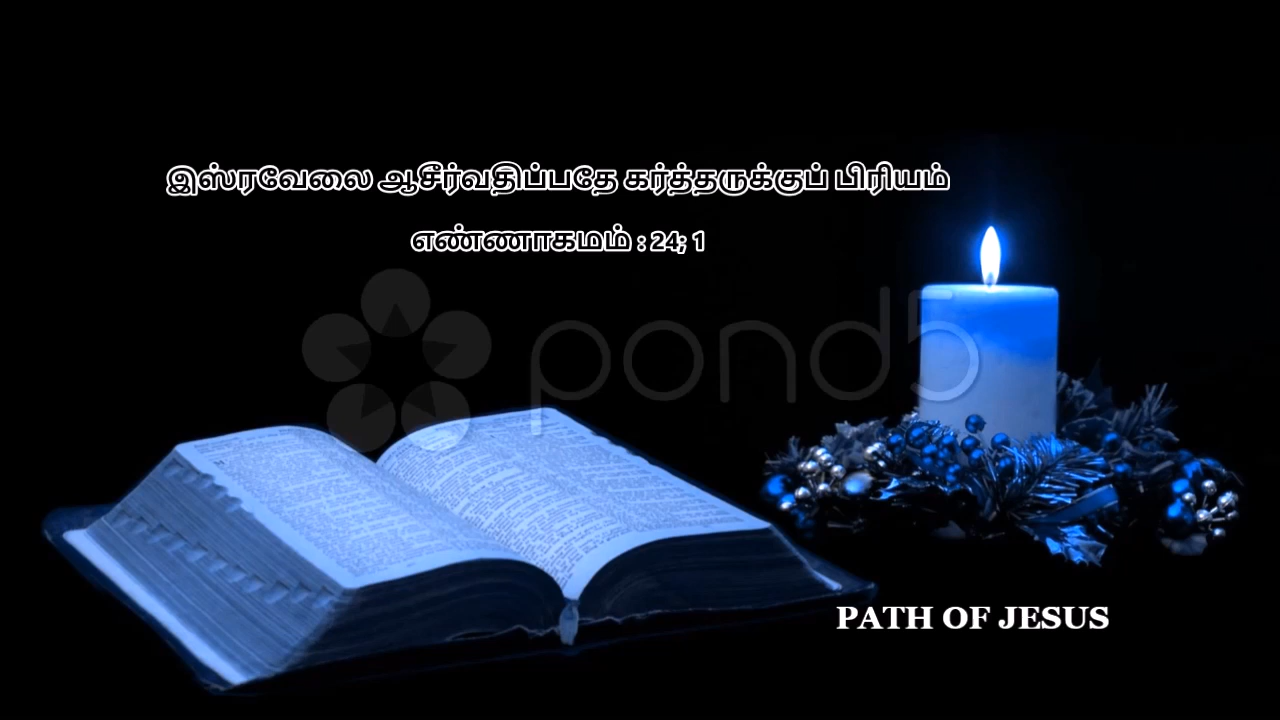 இஸ்ரவேலை ஆசீர்வதிப்பதே கர்த்தருக்குப் பிரியம்
எண்ணாகமம் : 24; 1
pond5
PATH OF JESUS